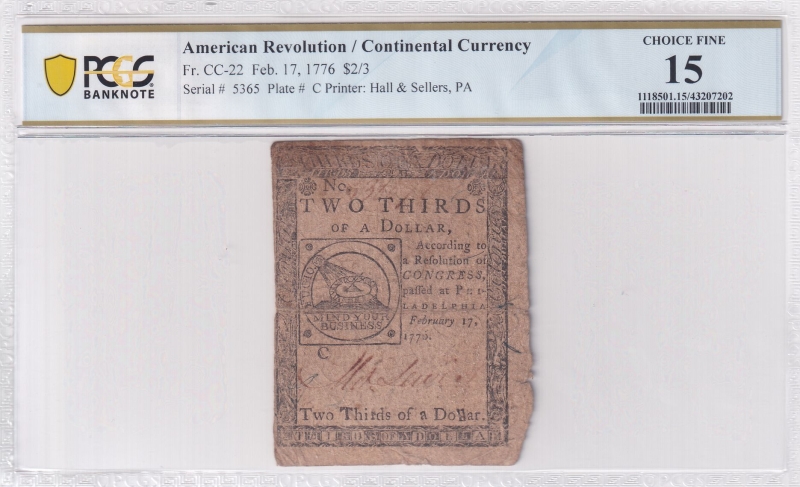 PCGS
BANKNOTE
American Revolution / Continental Currency
Fr. CC-22 Feb. 17, 1776 $2/3
Serial # 5365 Plate # C Printer: Hall & Sellers, PA
CHOICE FINE
15
1118501.15/43207202
No.
TWO THIRDS
OF A DOLLAR,
According to
a Resolution of
CONGRESS,
passed at PHI-
LADELPHIA
February 17,
1776.
MIND YOUR
BUSINESS
C
Two Thirds of a Dollar.